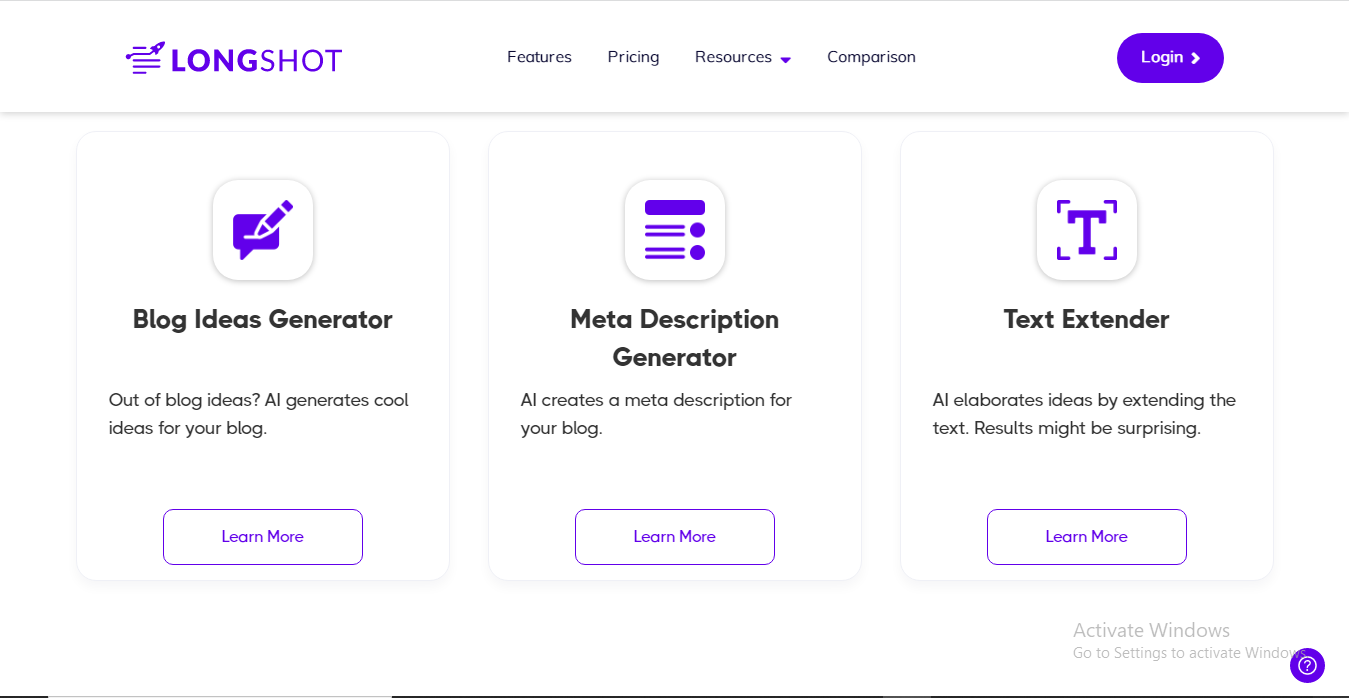 LONGSHOT
Features
Pricing
Resources
Comparison
Login
Blog Ideas Generator
Out of blog ideas? AI generates cool
ideas for your blog.
Learn More
Meta Description
Generator
AI creates a meta description for
your blog.
Learn More
Text Extender
AI elaborates ideas by extending the
text. Results might be surprising.
Learn More
Activate Windows
Go to Settings to activate Windows.